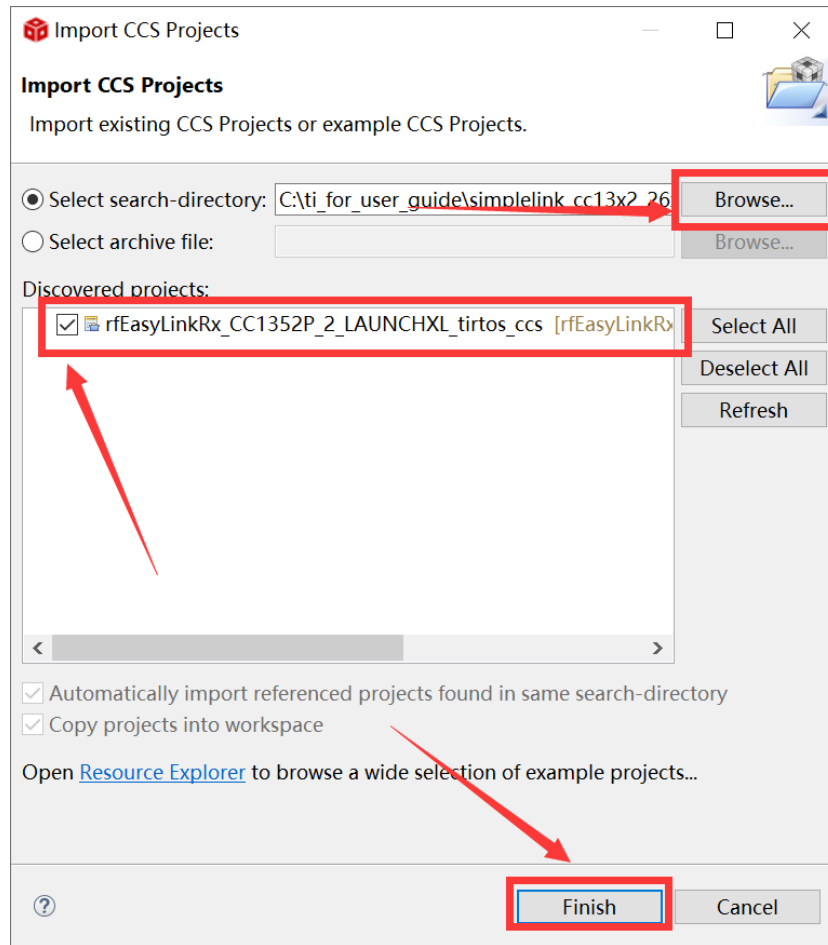 Import CCS Projects
Import CCS Projects
Import existing CCS Projects or example CCS Projects.
Select search-directory: C:\ti_for_user_guide\simplelink_cc13x2_26 Browse...
Select archive file: Browse...
Discovered projects:
rfEasyLinkRx_CC1352P_2_LAUNCHXL_tirtos_ccs [rfEasyLinkRx Select All
Deselect All
Refresh
Automatically import referenced projects found in same search-directory
Copy projects into workspace
Open Resource Explorer to browse a wide selection of example projects...
? Finish Cancel